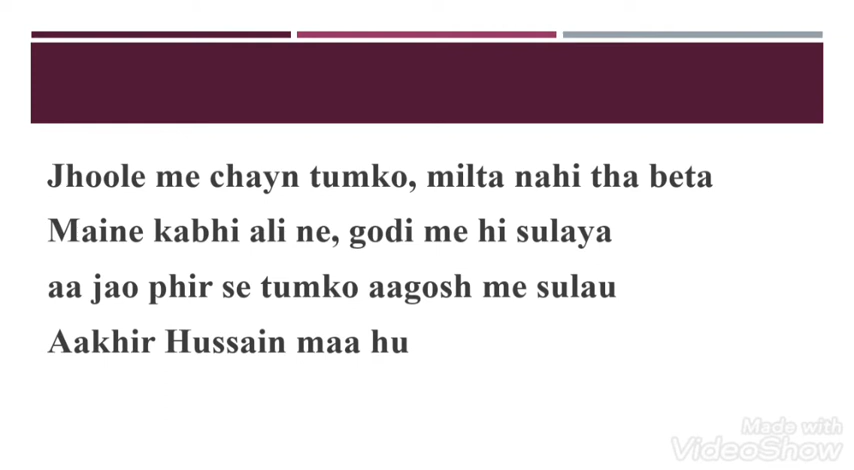 Jhoole me chayn tumko, milta nahi tha beta
Maine kabhi ali ne, godi me hi sulaya
aa jao phir se tumko aagosh me sulau
Aakhir Hussain maa hu
Made with
VideoShow